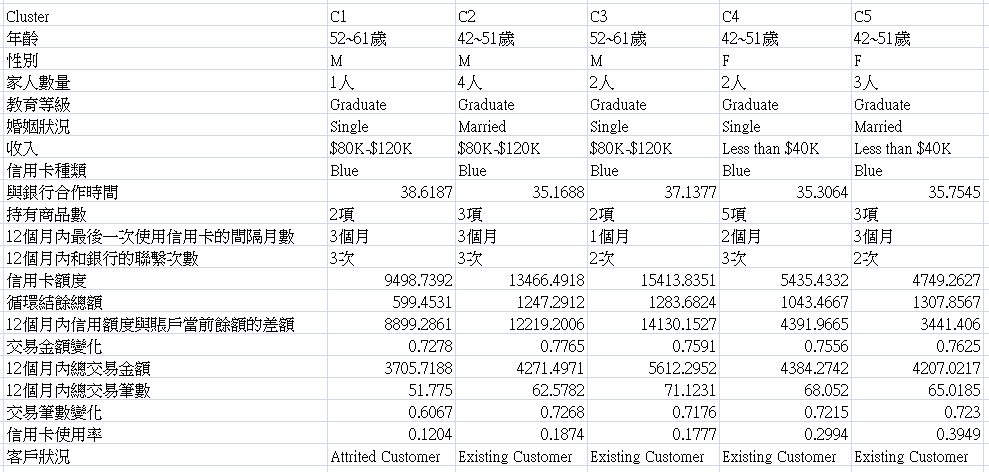 Cluster C1 C2 C3 C4 C5
年齡 52~61歲 42~51歲 52~61歲 42~51歲 42~51歲
性別 M M M F F
家人數量 1人 4人 2人 2人 3人
教育等級 Graduate Graduate Graduate Graduate Graduate
婚姻狀況 Single Married Single Single Married
收入 $80K-$120K $80K-$120K $80K-$120K Less than $40K Less than $40K
信用卡種類 Blue Blue Blue Blue Blue
與銀行合作時間 38.6187 35.1688 37.1377 35.3064 35.7545
持有商品數 2項 3項 2項 5項 3項
12個月內最後一次使用信用卡的間隔月數 3個月 3個月 1個月 2個月 3個月
12個月內和銀行的聯繫次數 3次 3次 2次 3次 2次
信用卡額度 9498.7392 13466.4918 15413.8351 5435.4332 4749.2627
循環結餘總額 599.4531 1247.2912 1283.6824 1043.4667 1307.8567
12個月內信用額度與賬戶當前餘額的差額 8899.2861 12219.2006 14130.1527 4391.9665 3441.406
交易金額變化 0.7278 0.7765 0.7591 0.7556 0.7625
12個月內總交易金額 3705.7188 4271.4971 5612.2952 4384.2742 4207.0217
12個月內總交易筆數 51.775 62.5782 71.1231 68.052 65.0185
交易筆數變化 0.6067 0.7268 0.7176 0.7215 0.723
信用卡使用率 0.1204 0.1874 0.1777 0.2994 0.3949
客戶狀況 Attrited Customer Existing Customer Existing Customer Existing Customer Existing Customer